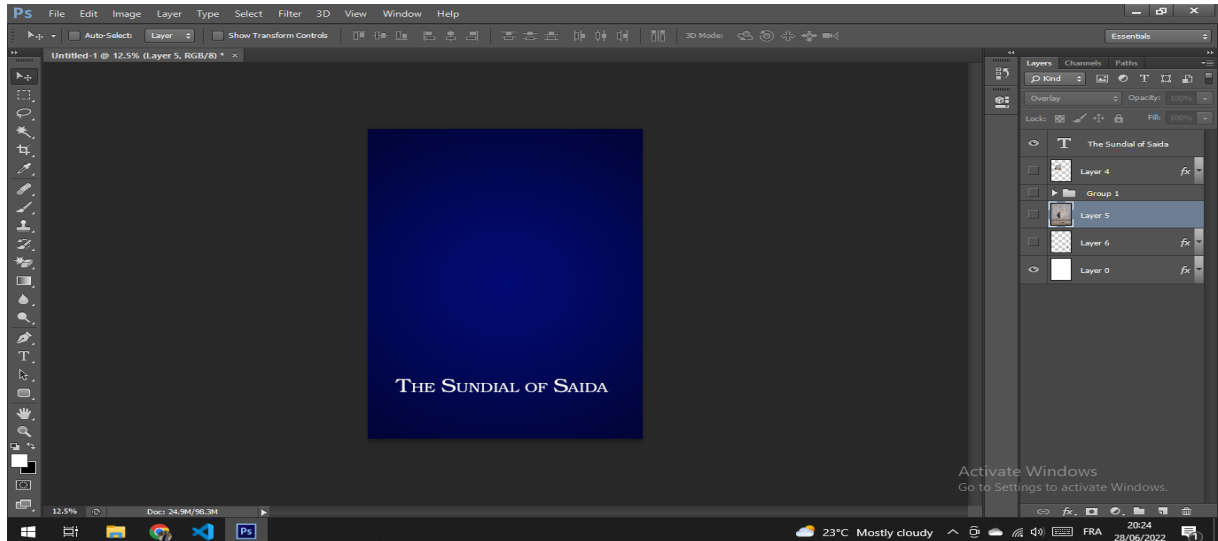 Ps File Edit Image Layer Type Select Filter 3D View Window Help
Auto-Select: Layer Show Transform Controls 3D Mode: Essentials
Untitled-1 @ 12.5% (Layer 5, RGB/8) * ×
Layers Channels Paths
Kind
Overlay Opacity: 100%
Lock: Fill: 100%
T The Sundial of Saida
Layer 4 fx
Group 1
Layer 5
Layer 6 fx
Layer 0 fx
The Sundial of Saida
Activate Windows
Go to Settings to activate Windows.
12.5% Doc: 24.9M/98.3M
Ps 23°C Mostly cloudy FRA 20:24
28/06/2022